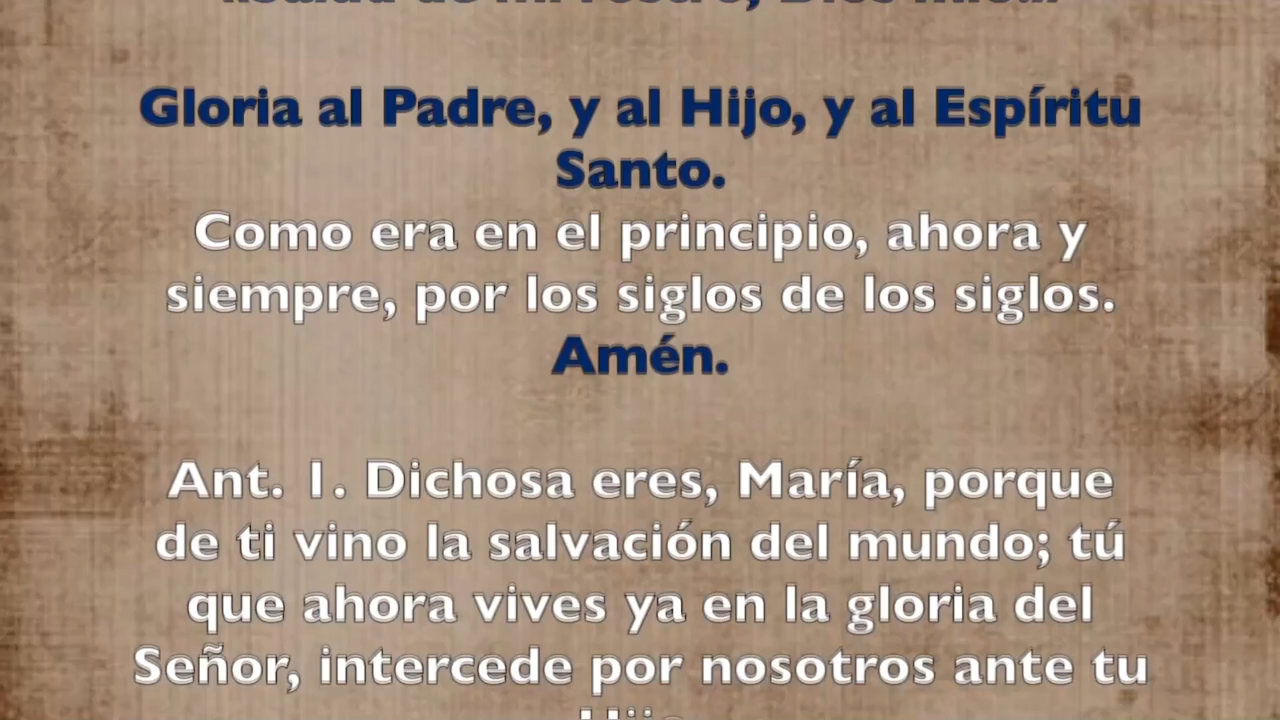 Gloria al Padre, y al Hijo, y al Espíritu
Santo.
Como era en el principio, ahora y
siempre, por los siglos de los siglos.
Amén.
Ant. 1. Dichosa eres, María, porque
de ti vino la salvación del mundo; tú
que ahora vives ya en la gloria del
Señor, intercede por nosotros ante tu